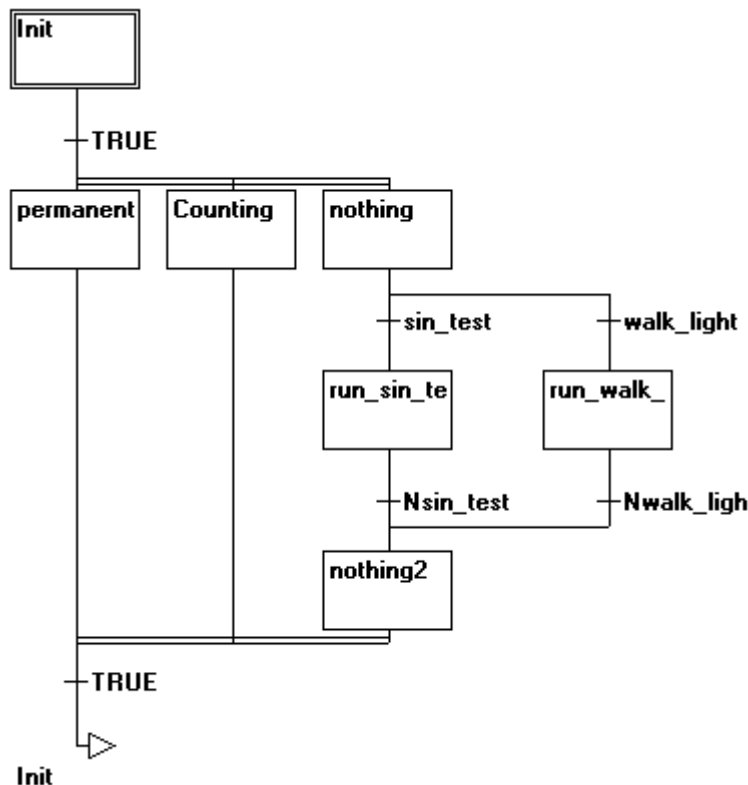 Init
TRUE
permanent
Counting
nothing
sin_test
walk_light
run_sin_te
run_walk_
Nsin_test
Nwalk_ligh
nothing2
TRUE
Init